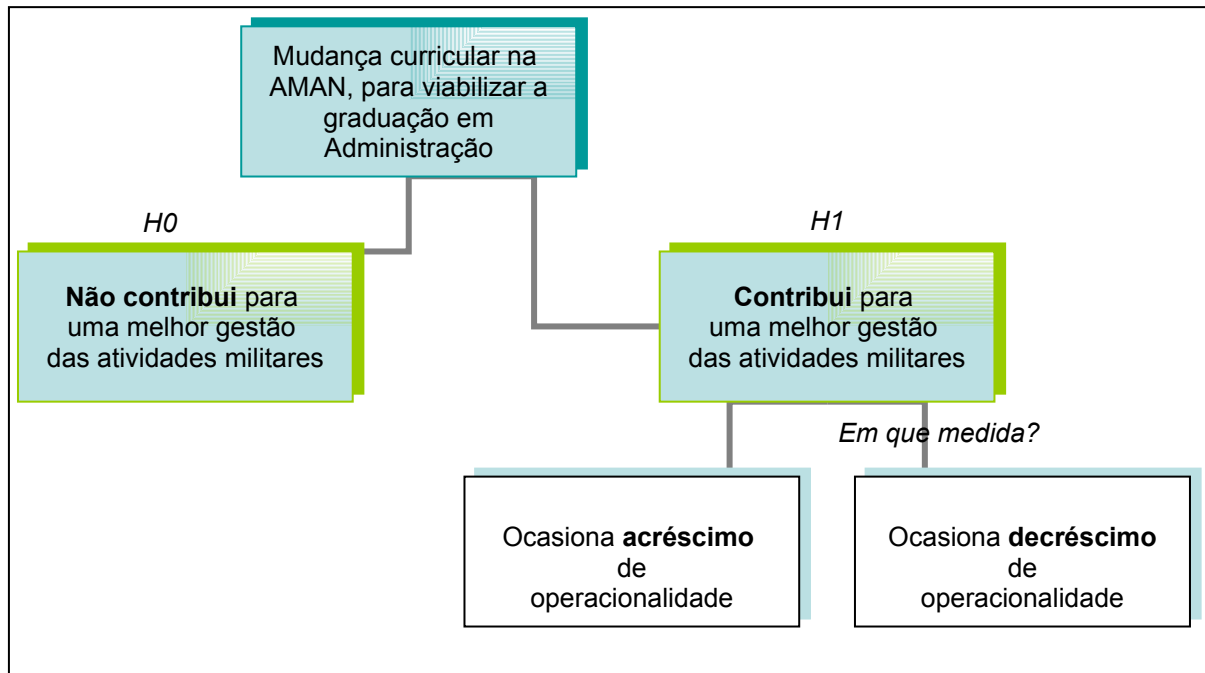 Mudança curricular na
AMAN, para viabilizar a
graduação em
Administração
H0
H1
Não contribui para
uma melhor gestão
das atividades militares
Contribui para
uma melhor gestão
das atividades militares
Em que medida?
Ocasiona acréscimo
de
operacionalidade
Ocasiona decréscimo
de
operacionalidade